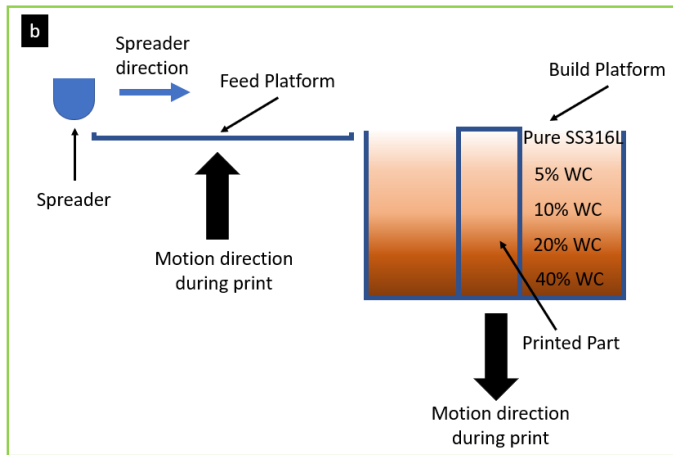 b
Spreader
direction
Feed Platform
Build Platform
Pure SS316L
5% WC
10% WC
20% WC
40% WC
Spreader
Motion direction
during print
Printed Part
Motion direction
during print